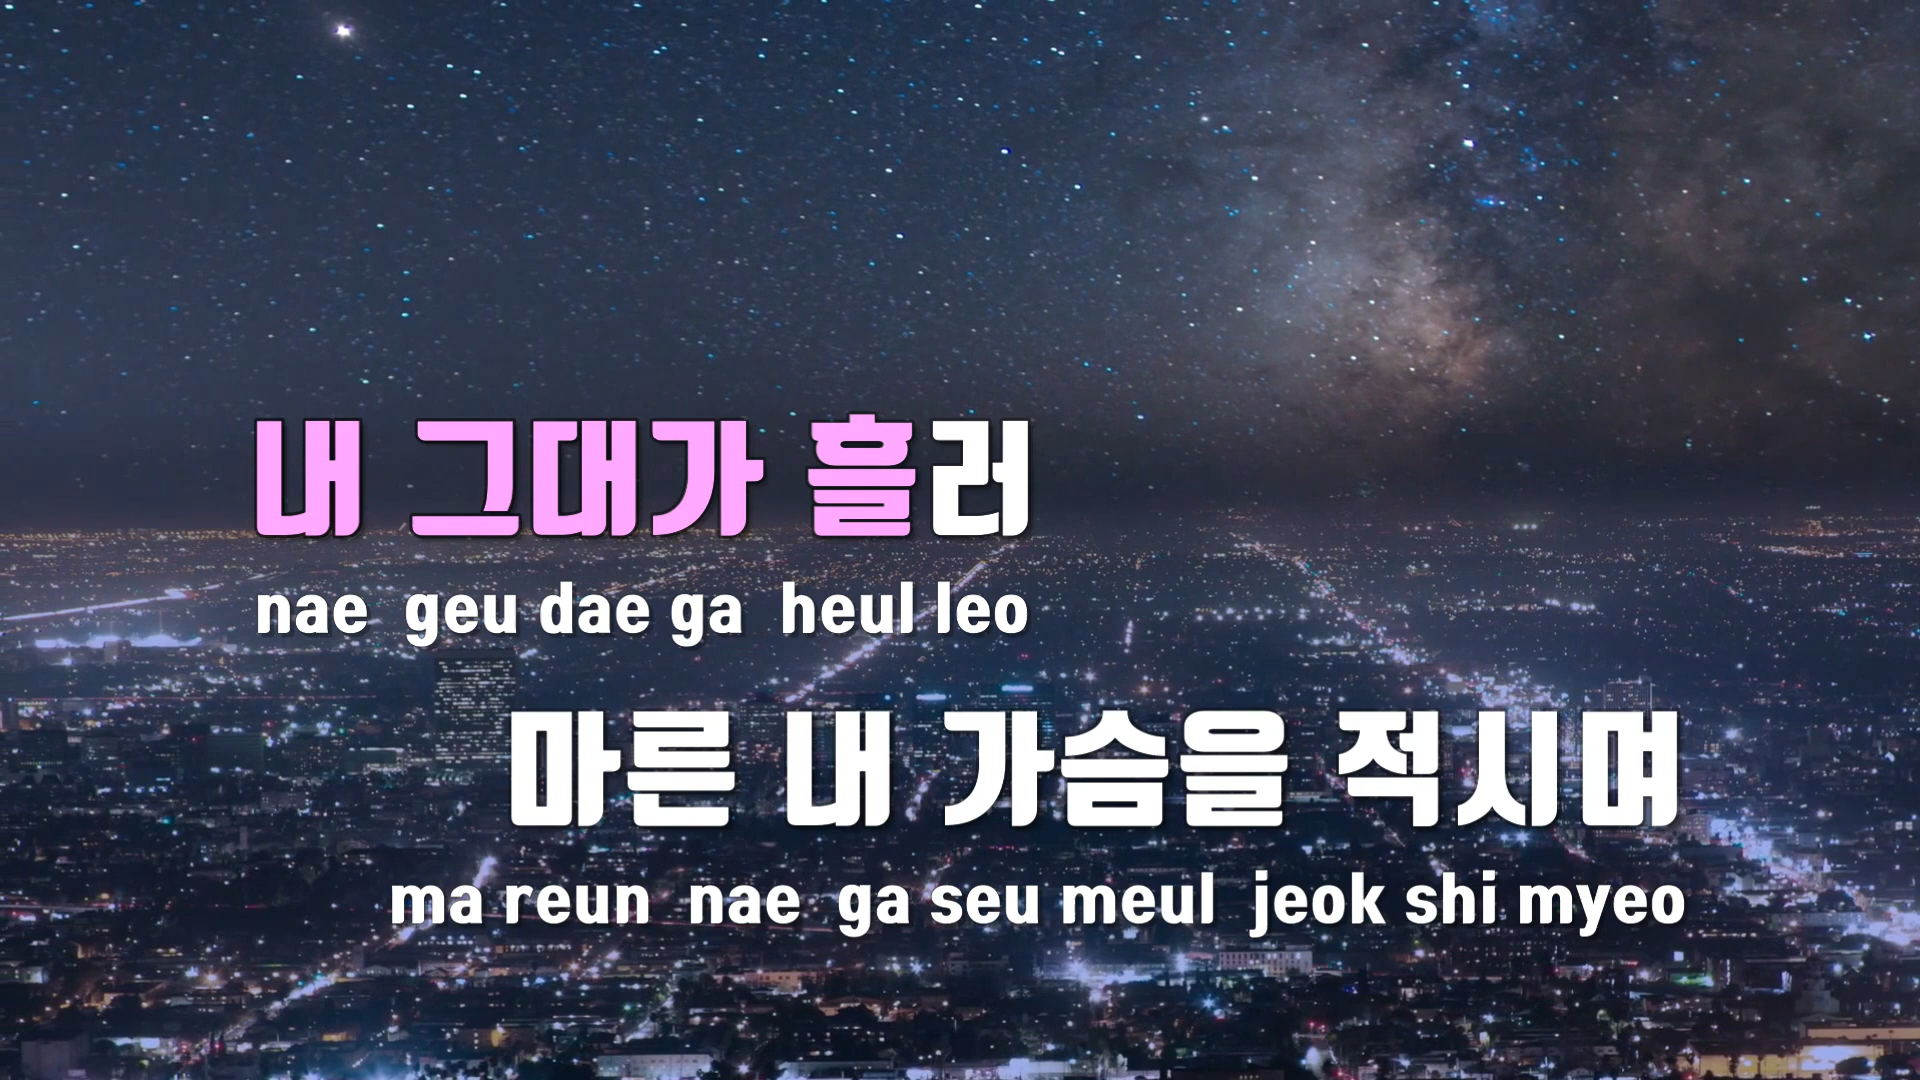 내 그대가 흘러
nae geu dae ga heul leo
마른 내 가슴을 적시며
ma reun nae ga seu meul jeok shi myeo